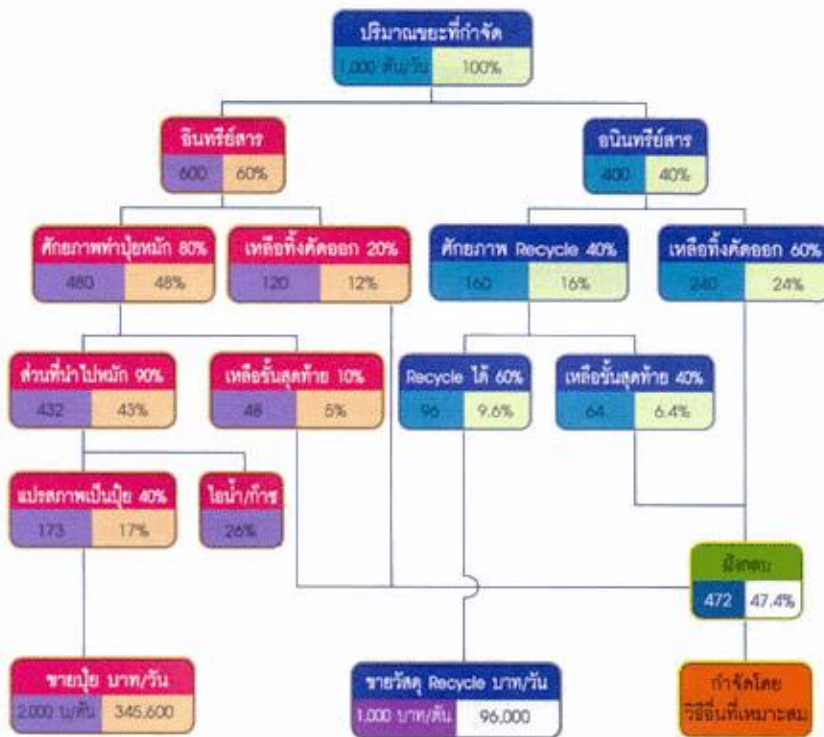 ปริมาณขยะที่กำจัด
1,000 ตัน/วัน 100%
อินทรีย์สาร
600 60%
อนินทรีย์สาร
400 40%
ศักยภาพทำปุ๋ยหมัก 80%
480 48%
เหลือทิ้งคัดออก 20%
120 12%
ศักยภาพ Recycle 40%
160 16%
เหลือทิ้งคัดออก 60%
240 24%
ส่วนที่นำไปหมัก 90%
432 43%
เหลือขั้นสุดท้าย 10%
48 5%
Recycle ได้ 60%
96 9.6%
เหลือขั้นสุดท้าย 40%
64 6.4%
แปรสภาพเป็นปุ๋ย 40%
173 17%
ไอน้ำ/ก๊าซ
26%
ฝังกลบ
472 47.4%
ขายปุ๋ย บาท/วัน
2,000 บ/ตัน 345,600
ขายวัสดุ Recycle บาท/วัน
1,000 บาท/ตัน 96,000
กำจัดโดย
วิธีอื่นที่เหมาะสม